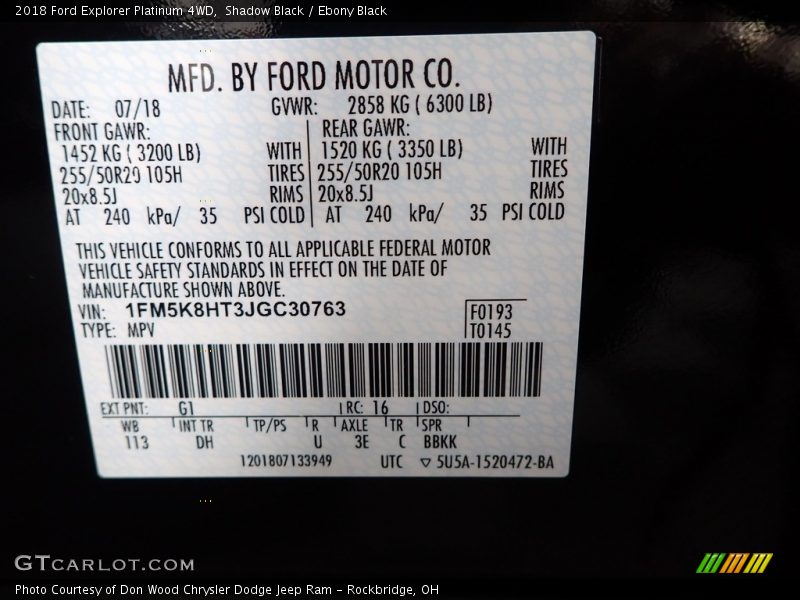 2018 Ford Explorer Platinum 4WD, Shadow Black / Ebony Black
MFD. BY FORD MOTOR CO.
DATE: 07/18 GVWR: 2858 KG ( 6300 LB)
FRONT GAWR: REAR GAWR:
1452 KG ( 3200 LB) WITH 1520 KG ( 3350 LB) WITH
255/50R20 105H TIRES 255/50R20 105H TIRES
20x8.5J RIMS 20x8.5J RIMS
AT 240 kPa/ 35 PSI COLD AT 240 kPa/ 35 PSI COLD
THIS VEHICLE CONFORMS TO ALL APPLICABLE FEDERAL MOTOR
VEHICLE SAFETY STANDARDS IN EFFECT ON THE DATE OF
MANUFACTURE SHOWN ABOVE.
VIN: 1FM5K8HT3JGC30763 F0193
TYPE: MPV T0145
EXT PNT: G1 RC: 16 DSO:
WB INT TR TP/PS R AXLE TR SPR
113 DH U 3E C BBKK
1201807133949 UTC ▽ 5U5A-1520472-BA
GTCARLOT.COM
Photo Courtesy of Don Wood Chrysler Dodge Jeep Ram – Rockbridge, OH